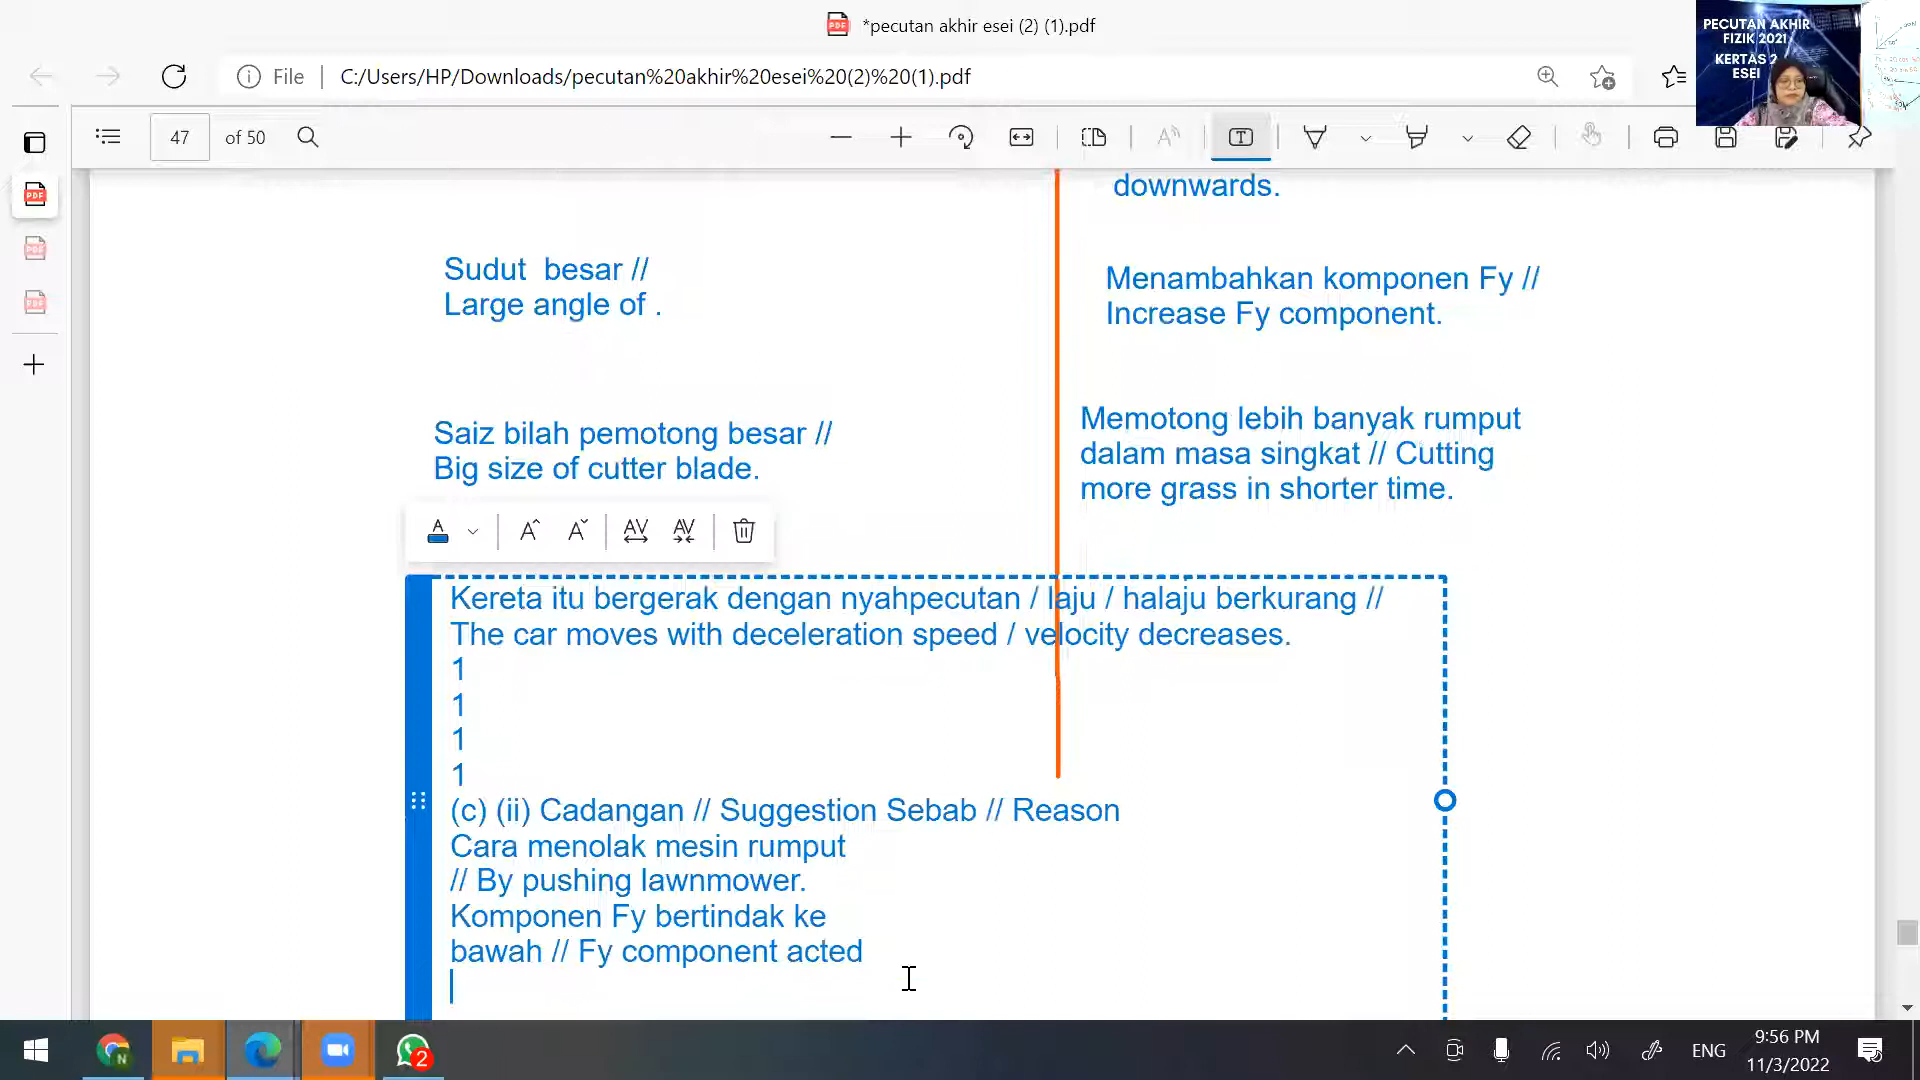 *pecutan akhir esei (2) (1).pdf
File
C:/Users/HP/Downloads/pecutan%20akhir%20esei%20(2)%20(1).pdf
PECUTAN AKHIR
FIZIK 2021
KERTAS 2
ESEI
47 of 50
downwards.
Sudut  besar //
Large angle of .
Menambahkan komponen Fy //
Increase Fy component.
Saiz bilah pemotong besar //
Big size of cutter blade.
Memotong lebih banyak rumput
dalam masa singkat // Cutting
more grass in shorter time.
Kereta itu bergerak dengan nyahpecutan / laju / halaju berkurang //
The car moves with deceleration speed / velocity decreases.
1
1
1
1
(c) (ii) Cadangan // Suggestion Sebab // Reason
Cara menolak mesin rumput
// By pushing lawnmower.
Komponen Fy bertindak ke
bawah // Fy component acted
N
2
ENG
9:56 PM
11/3/2022